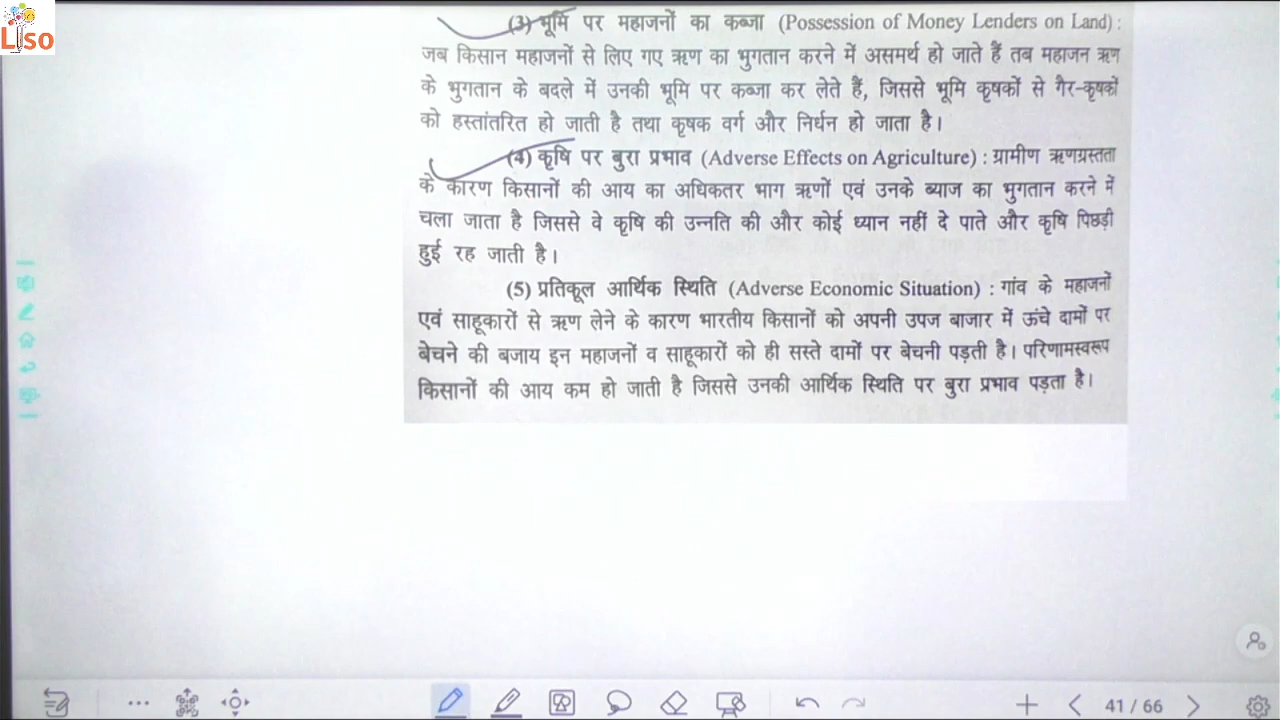 Liso
(3) भूमि पर महाजनों का कब्जा (Possession of Money Lenders on Land) :
जब किसान महाजनों से लिए गए ऋण का भुगतान करने में असमर्थ हो जाते हैं तब महाजन ऋण
के भुगतान के बदले में उनकी भूमि पर कब्जा कर लेते हैं, जिससे भूमि कृषकों से गैर-कृषकों
को हस्तांतरित हो जाती है तथा कृषक वर्ग और निर्धन हो जाता है।
(4) कृषि पर बुरा प्रभाव (Adverse Effects on Agriculture) : ग्रामीण ऋणग्रस्तता
के कारण किसानों की आय का अधिकतर भाग ऋणों एवं उनके ब्याज का भुगतान करने में
चला जाता है जिससे वे कृषि की उन्नति की और कोई ध्यान नहीं दे पाते और कृषि पिछड़ी
हुई रह जाती है।
(5) प्रतिकूल आर्थिक स्थिति (Adverse Economic Situation) : गांव के महाजनों
एवं साहूकारों से ऋण लेने के कारण भारतीय किसानों को अपनी उपज बाजार में ऊंचे दामों पर
बेचने की बजाय इन महाजनों व साहूकारों को ही सस्ते दामों पर बेचनी पड़ती है। परिणामस्वरूप
किसानों की आय कम हो जाती है जिससे उनकी आर्थिक स्थिति पर बुरा प्रभाव पड़ता है।
41 / 66